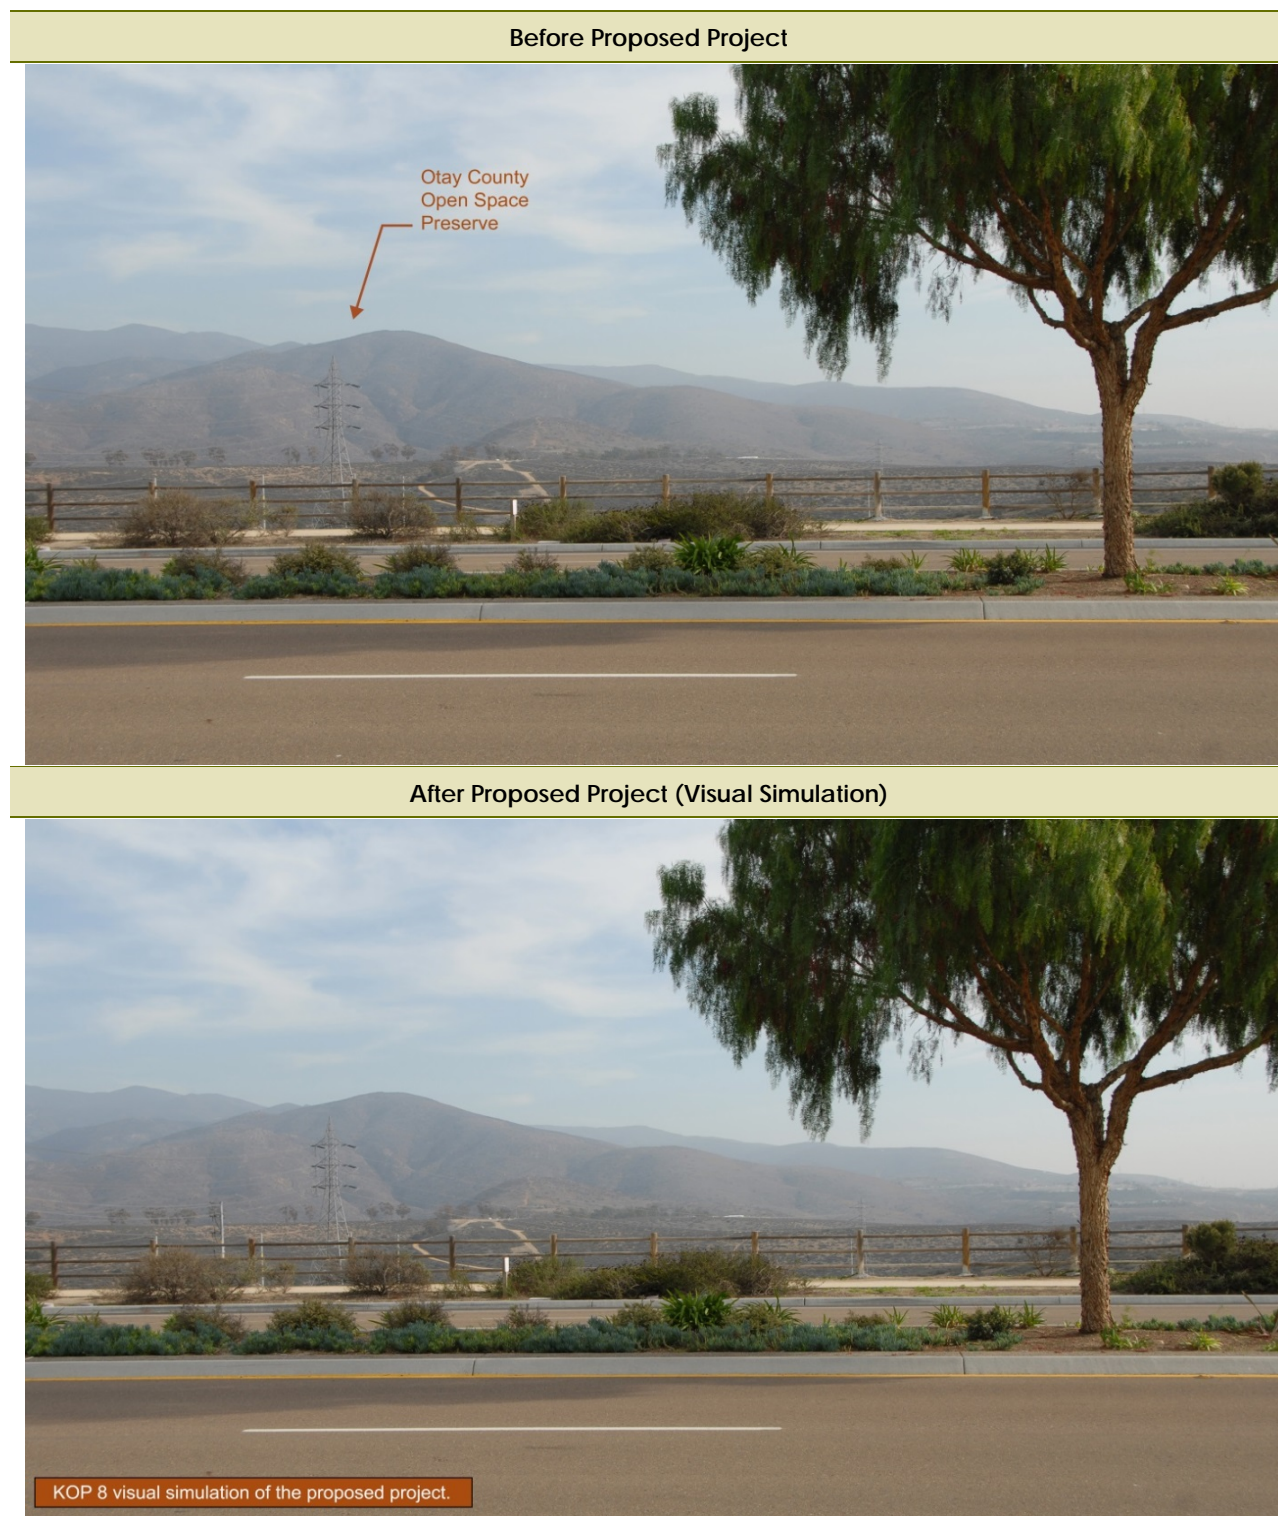 Before Proposed Project
Otay County
Open Space
Preserve
After Proposed Project (Visual Simulation)
KOP 8 visual simulation of the proposed project.